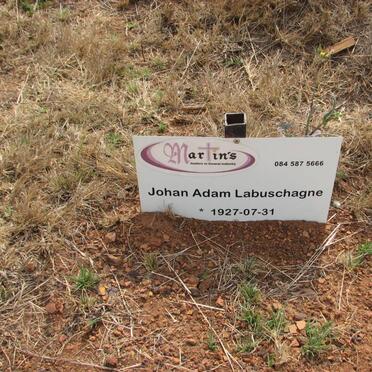 Martin's
084 587 5666
Johan Adam Labuschagne
* 1927-07-31